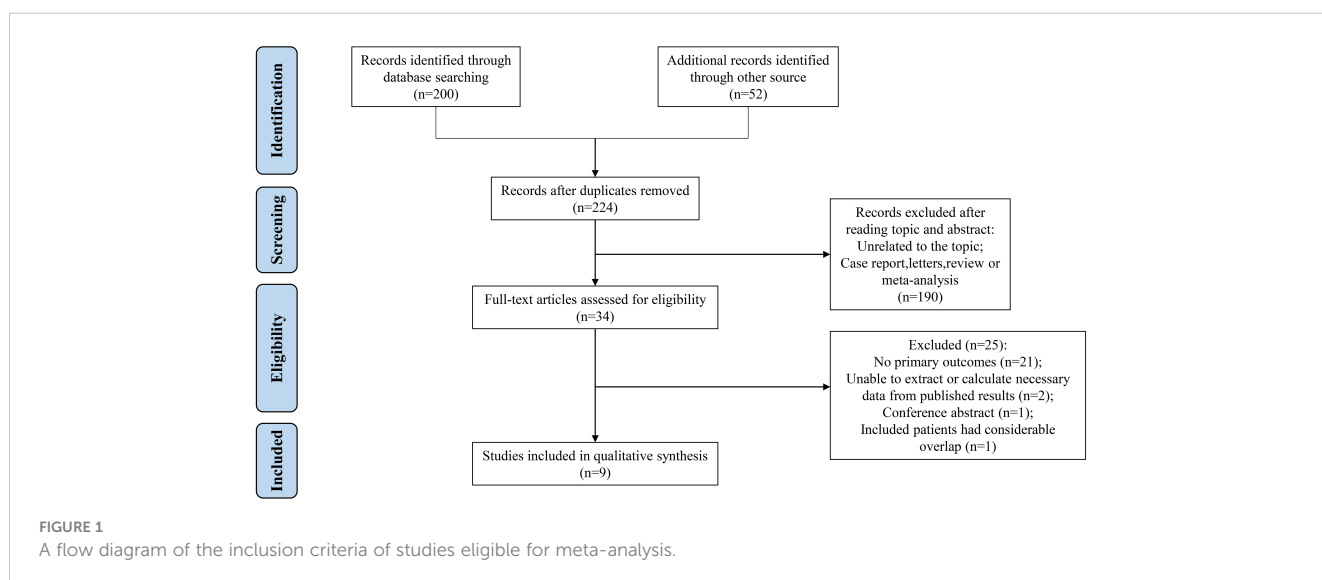 Identification
Records identified through
database searching
(n=200)
Additional records identified
through other source
(n=52)
Records after duplicates removed
(n=224)
Screening
Records excluded after
reading topic and abstract:
Unrelated to the topic;
Case report,letters,review or
meta-analysis
(n=190)
Full-text articles assessed for eligibility
(n=34)
Eligibility
Excluded (n=25):
No primary outcomes (n=21);
Unable to extract or calculate necessary
data from published results (n=2);
Conference abstract (n=1);
Included patients had considerable
overlap (n=1)
Included
Studies included in qualitative synthesis
(n=9)
FIGURE 1
A flow diagram of the inclusion criteria of studies eligible for meta-analysis.